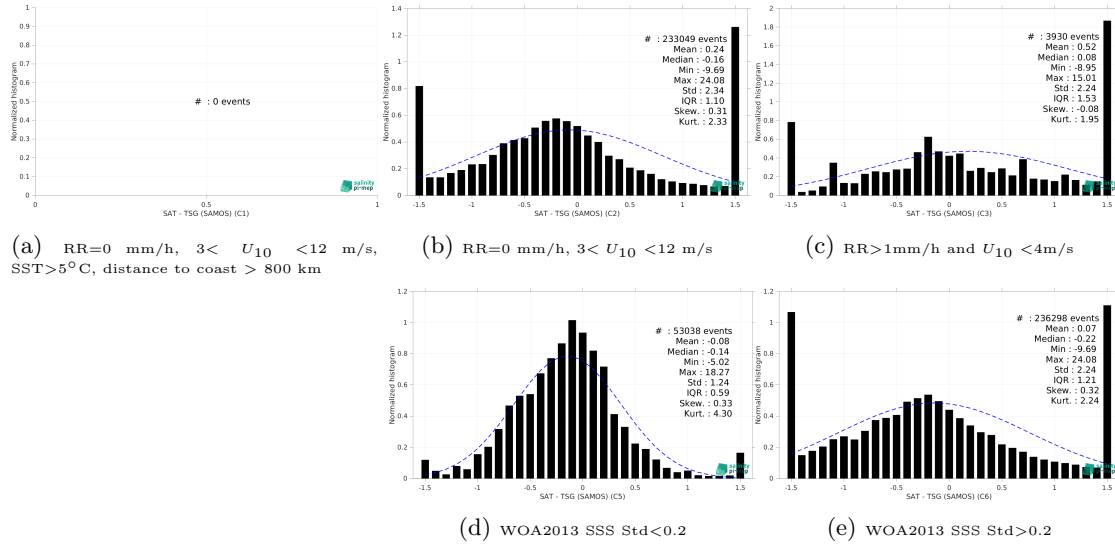 1
0.9
0.8
0.7
0.6
0.5
0.4
0.3
0.2
0.1
0
Normalized histogram
# : 0 events
salinity
pi-mep
0 0.5 1
SAT - TSG (SAMOS) (C1)
(a) RR=0 mm/h, 3< U10 <12 m/s,
SST>5°C, distance to coast > 800 km
1.4
1.2
1
0.8
0.6
0.4
0.2
0
Normalized histogram
# : 233049 events
Mean : 0.24
Median : -0.16
Min : -9.69
Max : 24.08
Std : 2.34
IQR : 1.10
Skew. : 0.31
Kurt. : 2.33
salinity
pi-mep
-1.5 -1 -0.5 0 0.5 1 1.5
SAT - TSG (SAMOS) (C2)
(b) RR=0 mm/h, 3< U10 <12 m/s
2
1.8
1.6
1.4
1.2
1
0.8
0.6
0.4
0.2
0
Normalized histogram
# : 3930 events
Mean : 0.52
Median : 0.08
Min : -8.95
Max : 15.01
Std : 2.24
IQR : 1.53
Skew. : -0.08
Kurt. : 1.95
salinity
pi-mep
-1.5 -1 -0.5 0 0.5 1 1.5
SAT - TSG (SAMOS) (C3)
(c) RR>1mm/h and U10 <4m/s
1.2
1
0.8
0.6
0.4
0.2
0
Normalized histogram
# : 53038 events
Mean : -0.08
Median : -0.14
Min : -5.02
Max : 18.27
Std : 1.24
IQR : 0.59
Skew. : 0.33
Kurt. : 4.30
salinity
pi-mep
-1.5 -1 -0.5 0 0.5 1 1.5
SAT - TSG (SAMOS) (C5)
(d) WOA2013 SSS Std<0.2
1.2
1
0.8
0.6
0.4
0.2
0
Normalized histogram
# : 236298 events
Mean : 0.07
Median : -0.22
Min : -9.69
Max : 24.08
Std : 2.24
IQR : 1.21
Skew. : 0.32
Kurt. : 2.24
salinity
pi-mep
-1.5 -1 -0.5 0 0.5 1 1.5
SAT - TSG (SAMOS) (C6)
(e) WOA2013 SSS Std>0.2